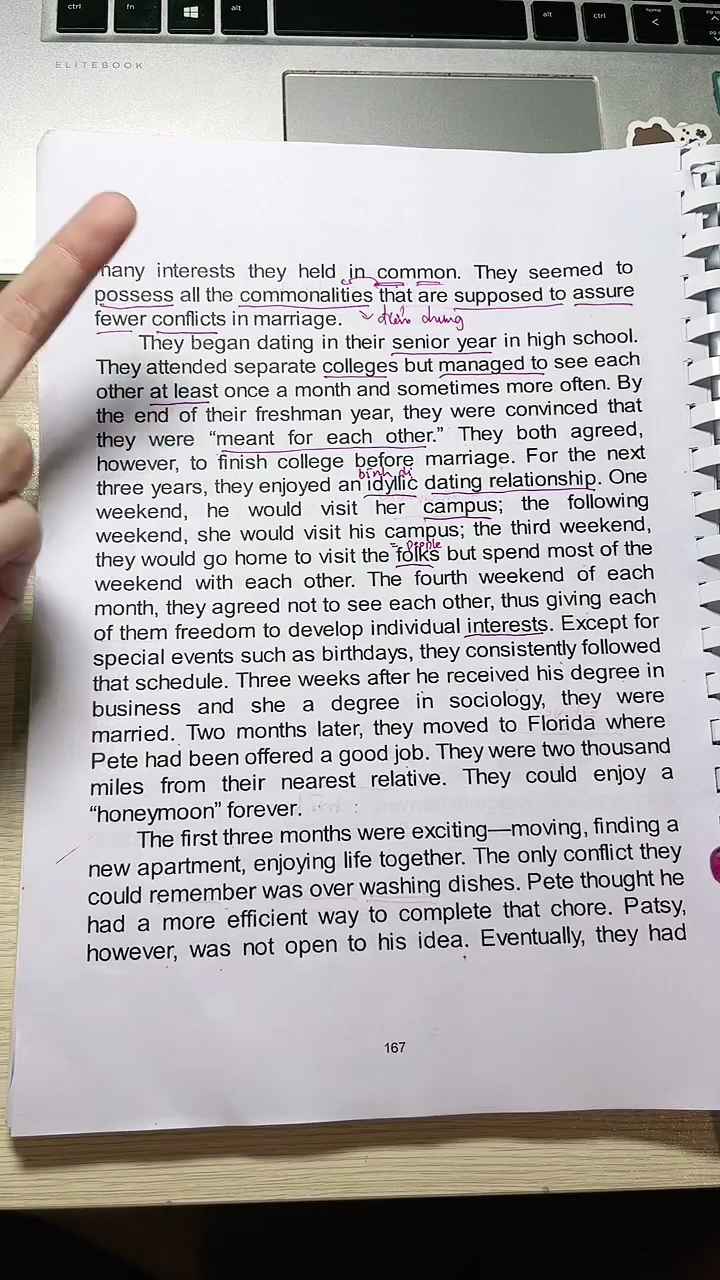 ctrl fn alt alt ctrl home pg up
pg
ELITEBOOK
many interests they held in common. They seemed to
possess all the commonalities that are supposed to assure
fewer conflicts in marriage.
điểm chung
They began dating in their senior year in high school.
They attended separate colleges but managed to see each
other at least once a month and sometimes more often. By
the end of their freshman year, they were convinced that
they were “meant for each other.” They both agreed,
however, to finish college before marriage. For the next
bình dị
three years, they enjoyed an idyllic dating relationship. One
weekend, he would visit her campus; the following
weekend, she would visit his campus; the third weekend,
= people
they would go home to visit the folks but spend most of the
weekend with each other. The fourth weekend of each
month, they agreed not to see each other, thus giving each
of them freedom to develop individual interests. Except for
special events such as birthdays, they consistently followed
that schedule. Three weeks after he received his degree in
business and she a degree in sociology, they were
married. Two months later, they moved to Florida where
Pete had been offered a good job. They were two thousand
miles from their nearest relative. They could enjoy a
“honeymoon” forever.
The first three months were exciting—moving, finding a
new apartment, enjoying life together. The only conflict they
could remember was over washing dishes. Pete thought he
had a more efficient way to complete that chore. Patsy,
however, was not open to his idea. Eventually, they had
167